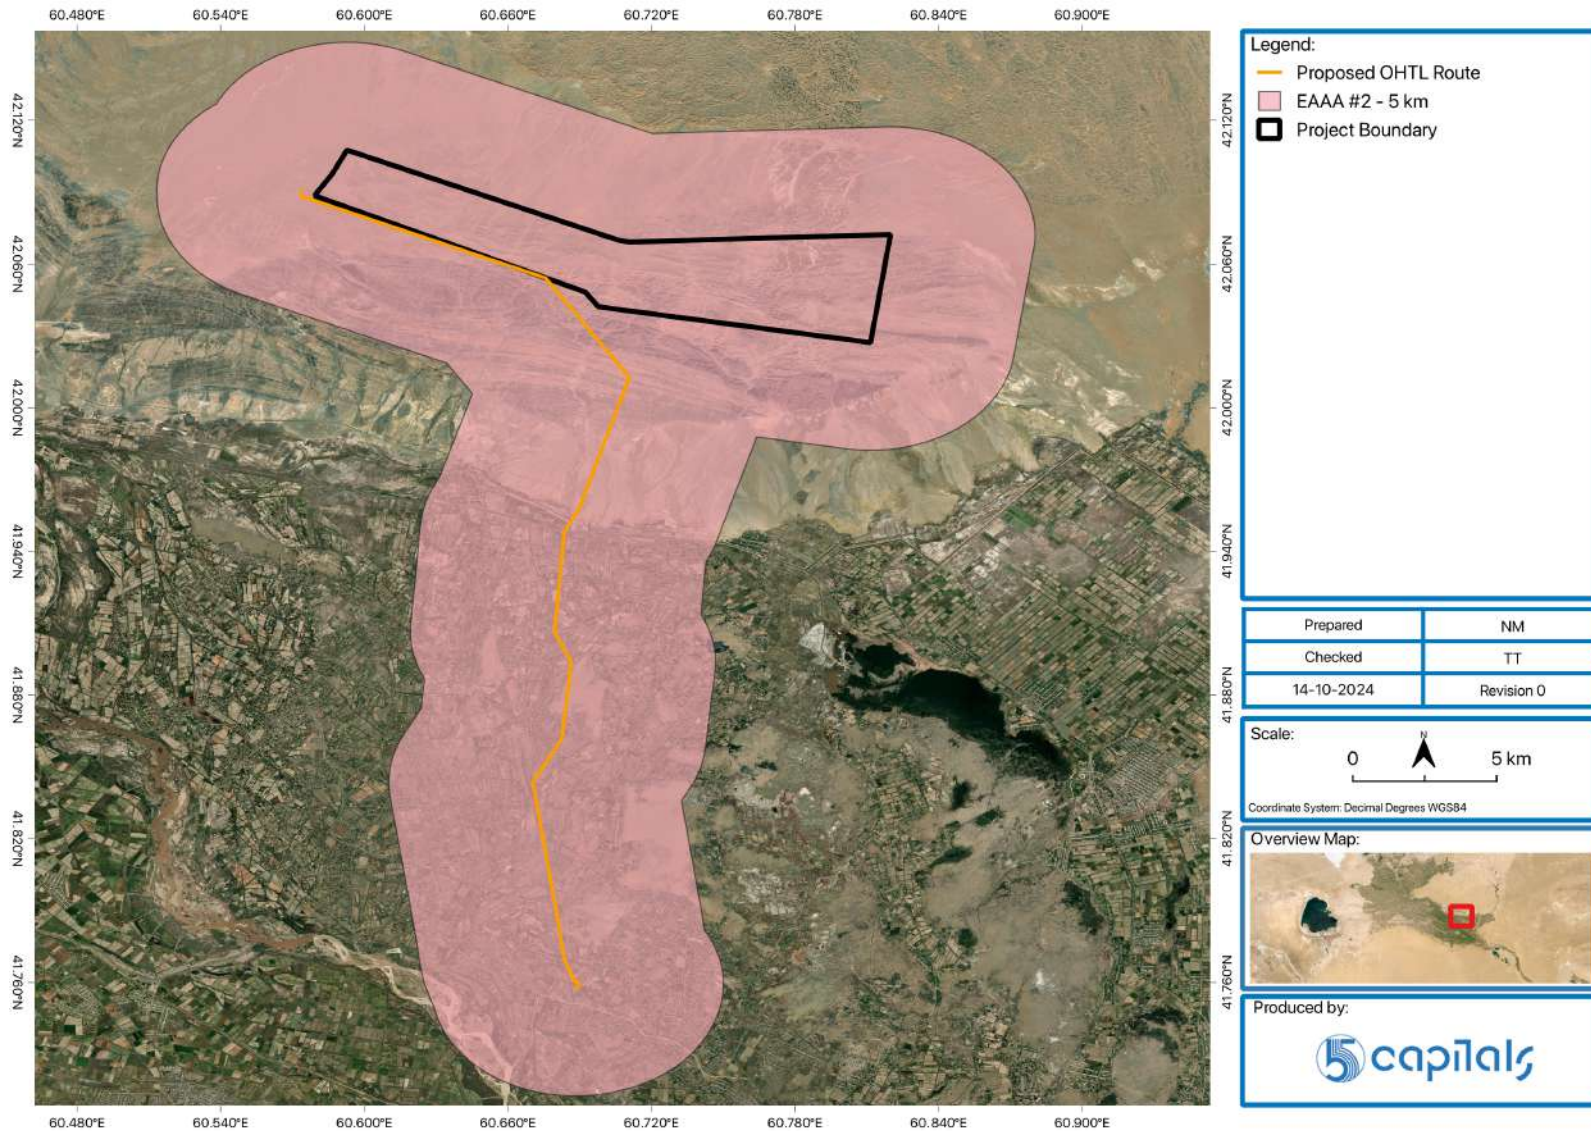 60.480°E 60.540°E 60.600°E 60.660°E 60.720°E 60.780°E 60.840°E 60.900°E
42.120°N
42.060°N
42.000°N
41.940°N
41.880°N
41.820°N
41.760°N
42.120°N
42.060°N
42.000°N
41.940°N
41.880°N
41.820°N
41.760°N
60.480°E 60.540°E 60.600°E 60.660°E 60.720°E 60.780°E 60.840°E 60.900°E
Legend:
Proposed OHTL Route
EAAA #2 - 5 km
Project Boundary
Prepared NM
Checked TT
14-10-2024 Revision 0
Scale:
N
0 5 km
Coordinate System: Decimal Degrees WGS84
Overview Map:
Produced by:
5 capitals